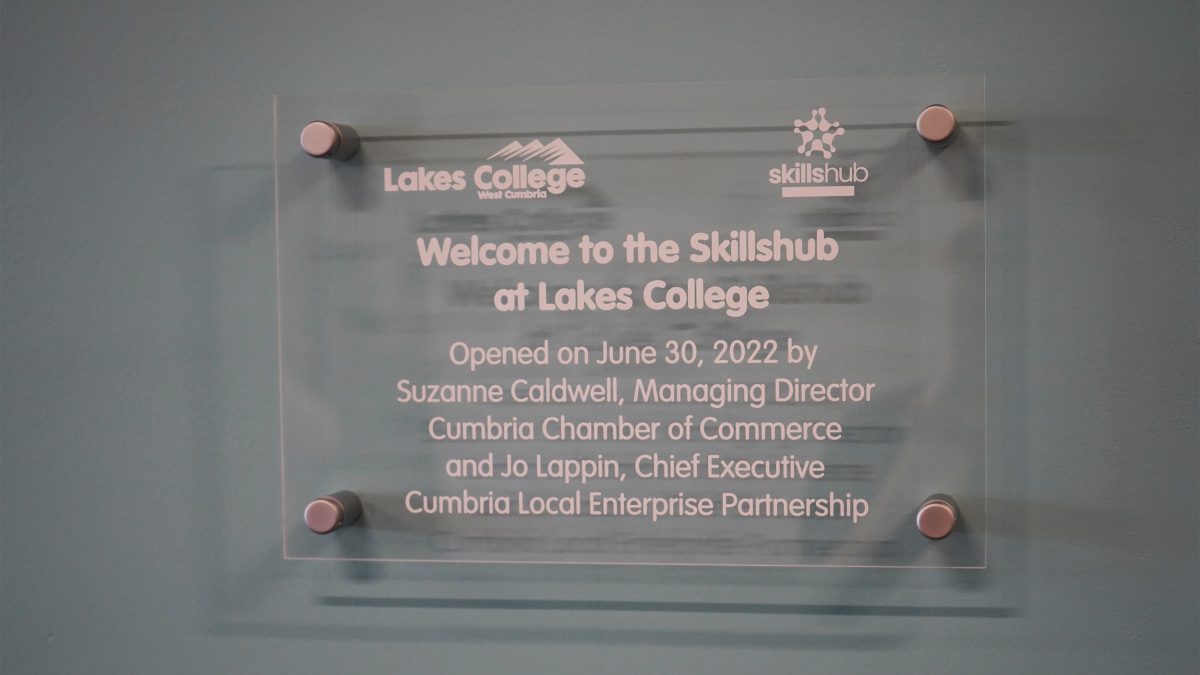 Lakes College
West Cumbria
skillshub
Welcome to the Skillshub
at Lakes College
Opened on June 30, 2022 by
Suzanne Caldwell, Managing Director
Cumbria Chamber of Commerce
and Jo Lappin, Chief Executive
Cumbria Local Enterprise Partnership